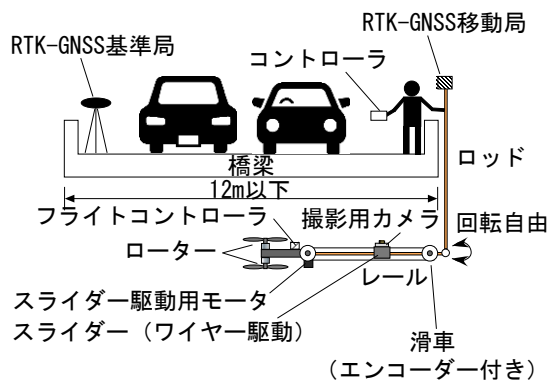 RTK-GNSS移動局
RTK-GNSS基準局
コントローラ
ロッド
橋梁
12m以下
フライトコントローラ
撮影用カメラ
回転自由
ローター
レール
スライダー駆動用モータ
スライダー（ワイヤー駆動）
滑車
（エンコーダー付き）